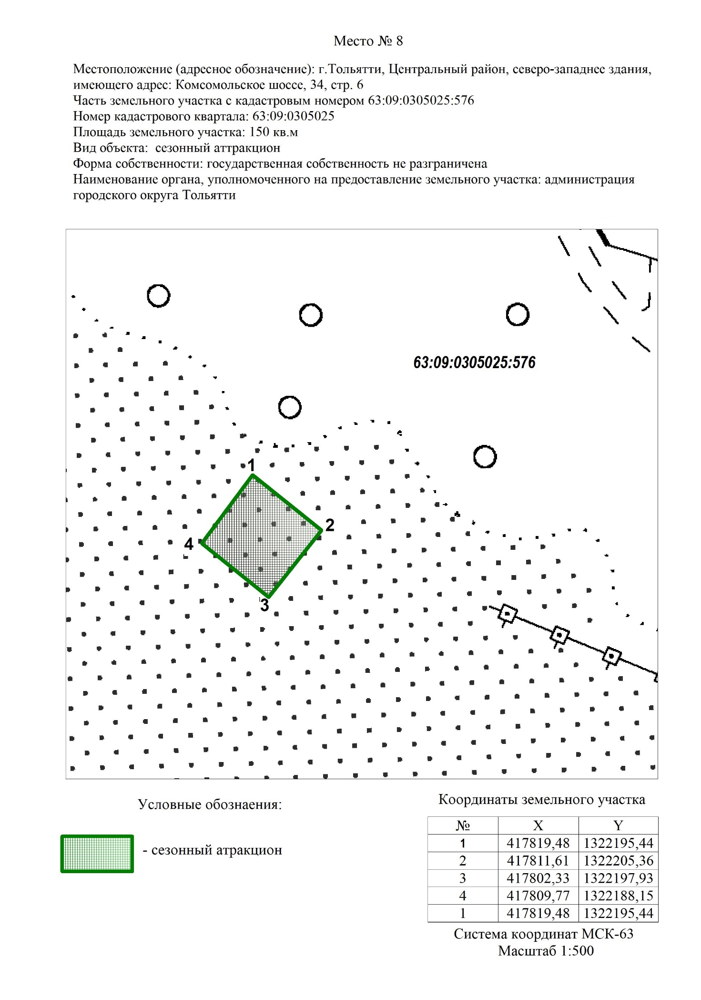 Место № 8
Местоположение (адресное обозначение): г.Тольятти, Центральный район, северо-западнее здания,
имеющего адрес: Комсомольское шоссе, 34, стр. 6
Часть земельного участка с кадастровым номером 63:09:0305025:576
Номер кадастрового квартала: 63:09:0305025
Площадь земельного участка: 150 кв.м
Вид объекта: сезонный аттракцион
Форма собственности: государственная собственность не разграничена
Наименование органа, уполномоченного на предоставление земельного участка: администрация
городского округа Тольятти
63:09:0305025:576
1
2
4
3
Условные обознаения:
- сезонный атракцион
Координаты земельного участка
№ X Y
1 417819,48 1322195,44
2 417811,61 1322205,36
3 417802,33 1322197,93
4 417809,77 1322188,15
1 417819,48 1322195,44
Система координат МСК-63
Масштаб 1:500